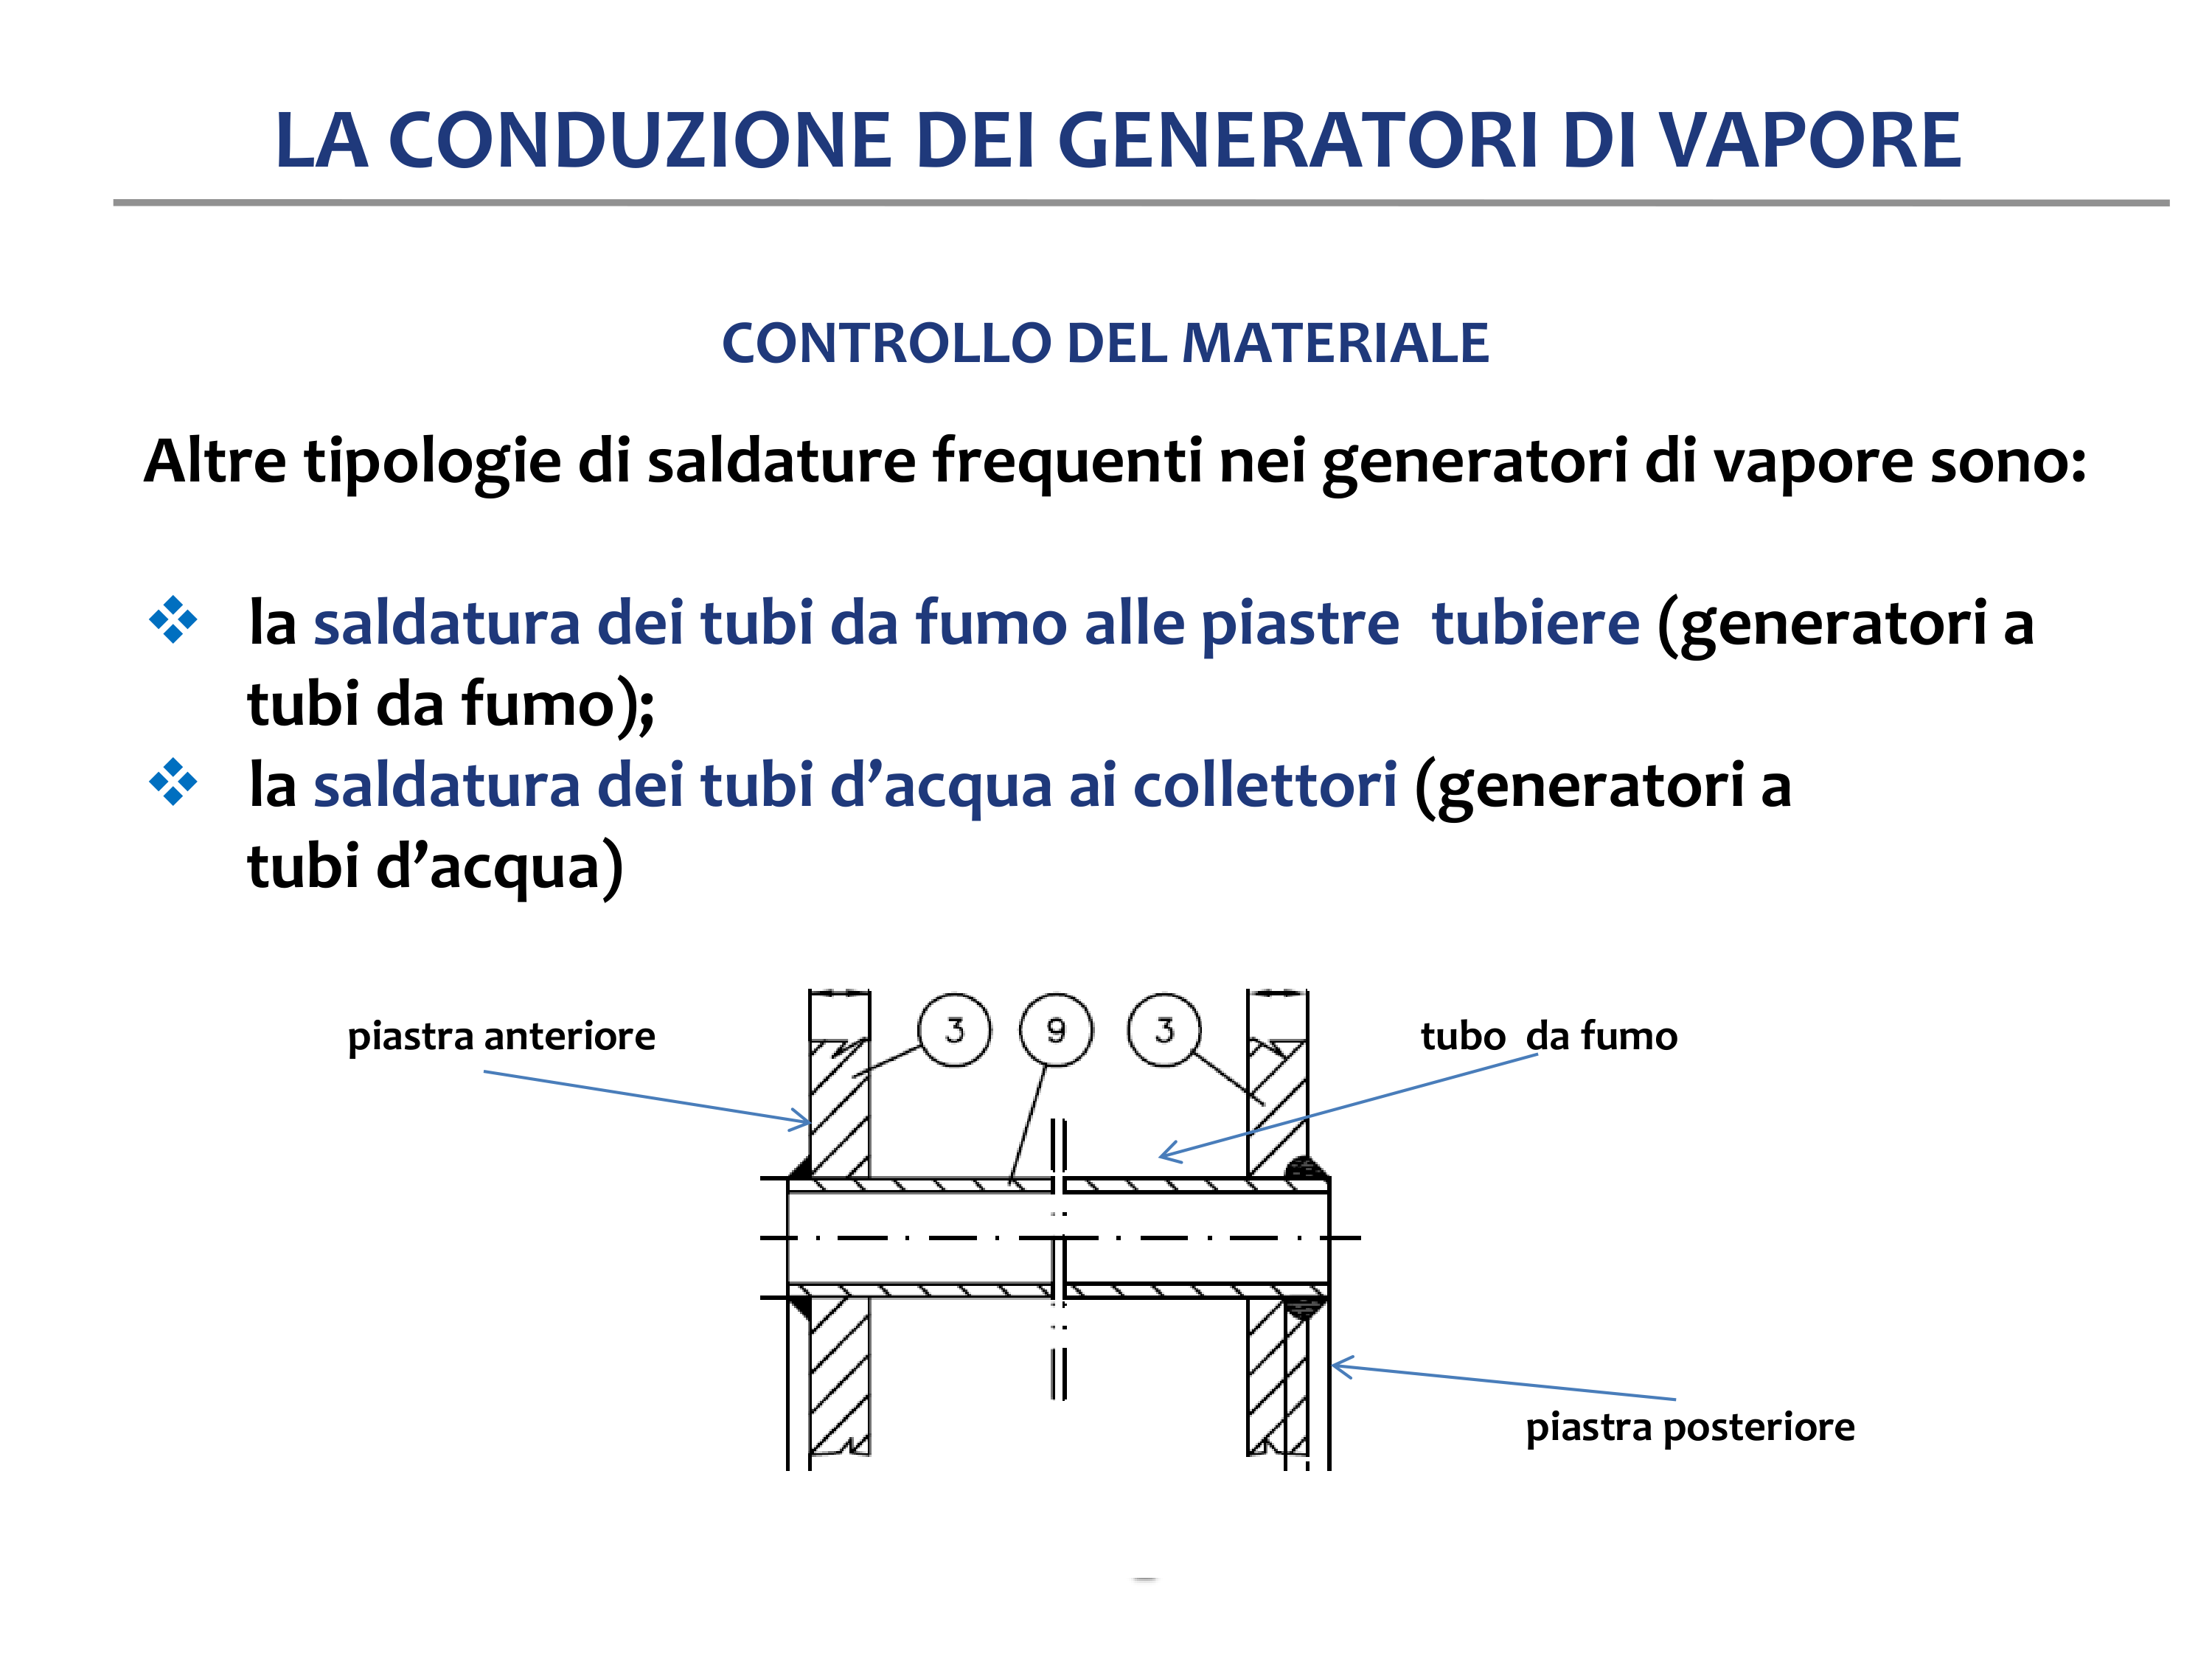 LA CONDUZIONE DEI GENERATORI DI VAPORE
CONTROLLO DEL MATERIALE
Altre tipologie di saldature frequenti nei generatori di vapore sono:
❖ la saldatura dei tubi da fumo alle piastre tubiere (generatori a
tubi da fumo);
❖ la saldatura dei tubi d’acqua ai collettori (generatori a
tubi d’acqua)
piastra anteriore
3 9 3
tubo da fumo
piastra posteriore